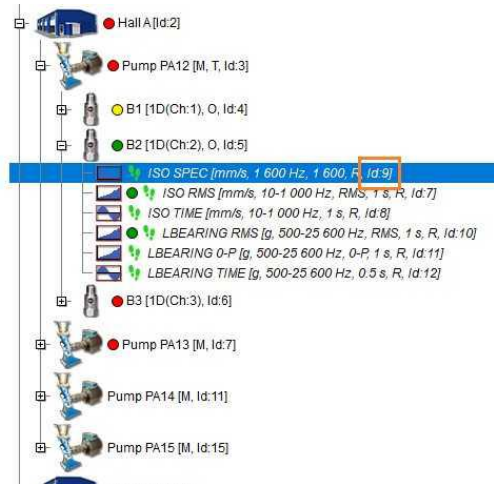 Hall A [Id:2]
Pump PA12 [M, T, Id:3]
B1 [1D(Ch:1), O, Id:4]
B2 [1D(Ch:2), O, Id:5]
ISO SPEC [mm/s, 1 600 Hz, 1 600, R, Id:9]
ISO RMS [mm/s, 10-1 000 Hz, RMS, 1 s, R, Id:7]
ISO TIME [mm/s, 10-1 000 Hz, 1 s, R, Id:8]
LBEARING RMS [g, 500-25 600 Hz, RMS, 1 s, R, Id:10]
LBEARING 0-P [g, 500-25 600 Hz, 0-P, 1 s, R, Id:11]
LBEARING TIME [g, 500-25 600 Hz, 0.5 s, R, Id:12]
B3 [1D(Ch:3), Id:6]
Pump PA13 [M, Id:7]
Pump PA14 [M, Id:11]
Pump PA15 [M, Id:15]